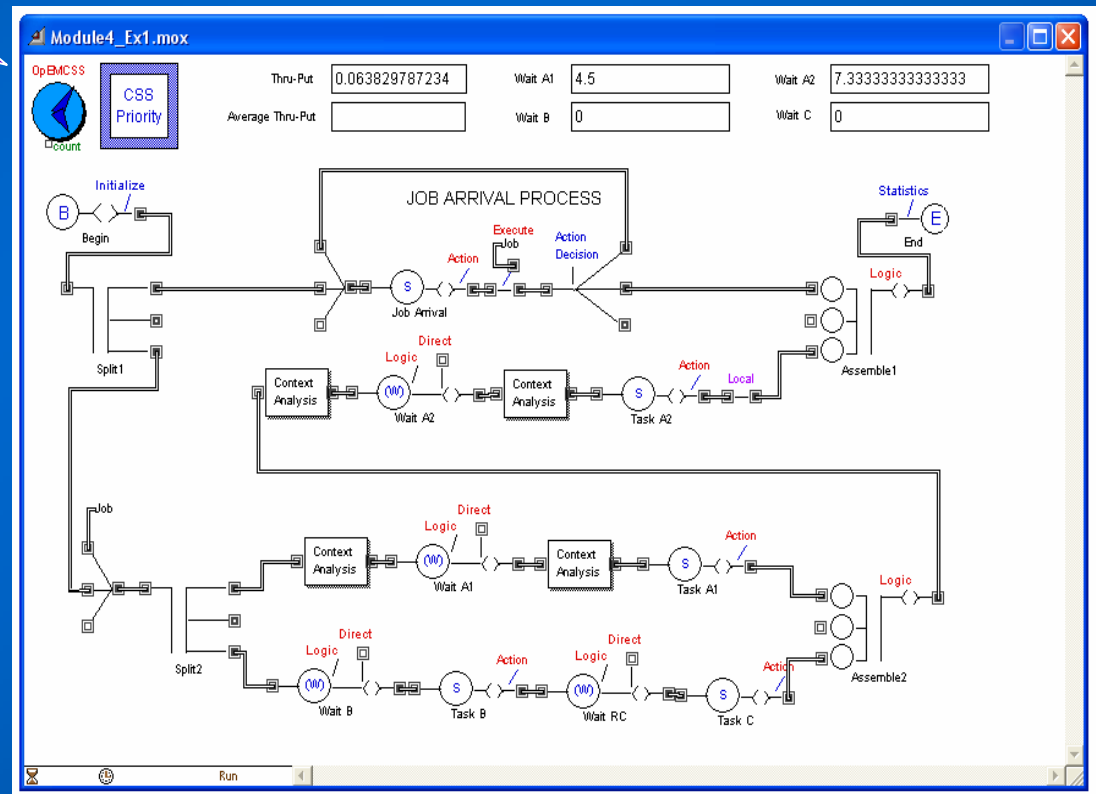 Module4_Ex1.mox
OpEMCSS
CSS
Priority
count
Thru-Put 0.063829787234 Wait A1 4.5 Wait A2 7.33333333333333
Average Thru-Put Wait B 0 Wait C 0
Initialize
B
Begin
JOB ARRIVAL PROCESS
Statistics
E
End
Execute
Job
Action
Action
Decision
S
Job Arrival
Logic
Split1
Assemble1
Context
Analysis
Logic
Direct
(W)
Wait A2
Context
Analysis
S
Task A2
Action
Local
Job
Split2
Context
Analysis
Logic
Direct
(W)
Wait A1
Context
Analysis
S
Task A1
Action
Logic
Assemble2
Logic
Direct
(W)
Wait B
S
Task B
Action
Logic
Direct
(W)
Wait RC
S
Task C
Action
Run